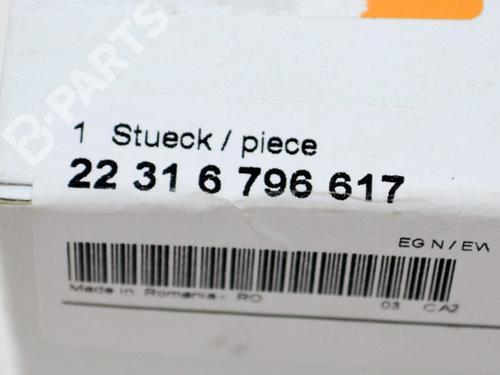 B-PARTS
1 Stueck / piece
22 31 6 796 617
EG N / EW
Made in Romania - RO 03 CA2